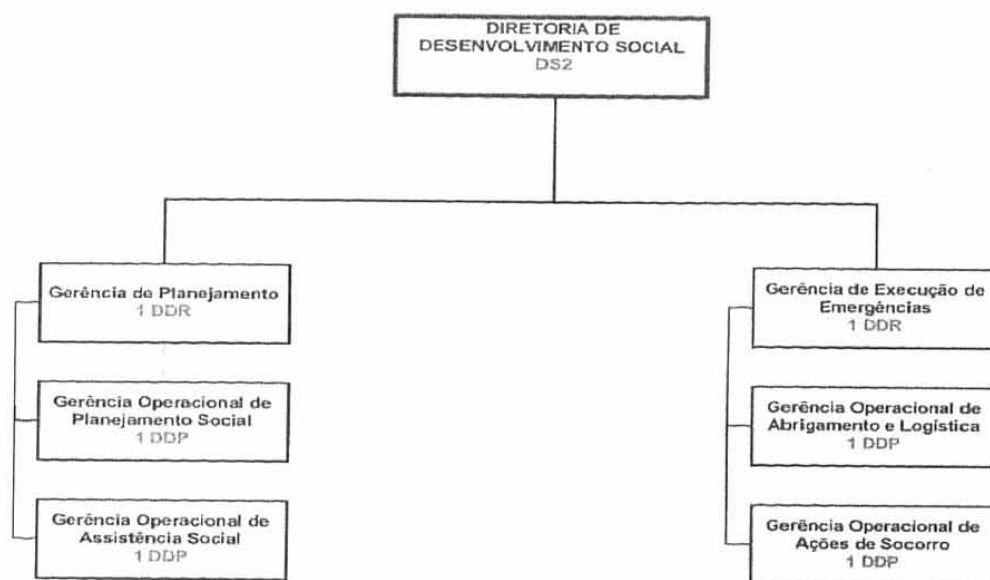 DIRETORIA DE
DESENVOLVIMENTO SOCIAL
DS2
Gerência de Planejamento
1 DDR
Gerência Operacional de
Planejamento Social
1 DDP
Gerência Operacional de
Assistência Social
1 DDP
Gerência de Execução de
Emergências
1 DDR
Gerência Operacional de
Abrigamento e Logística
1 DDP
Gerência Operacional de
Ações de Socorro
1 DDP